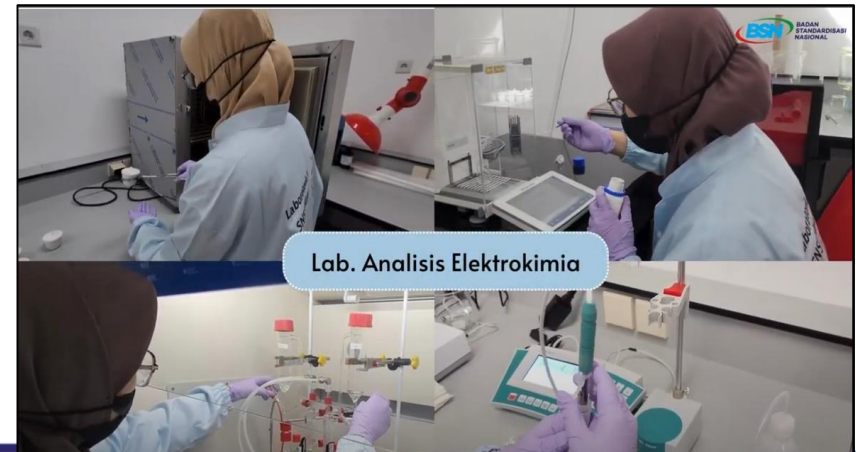 BSN BADAN
STANDARDISASI
NASIONAL
Lab. Analisis Elektrokimia